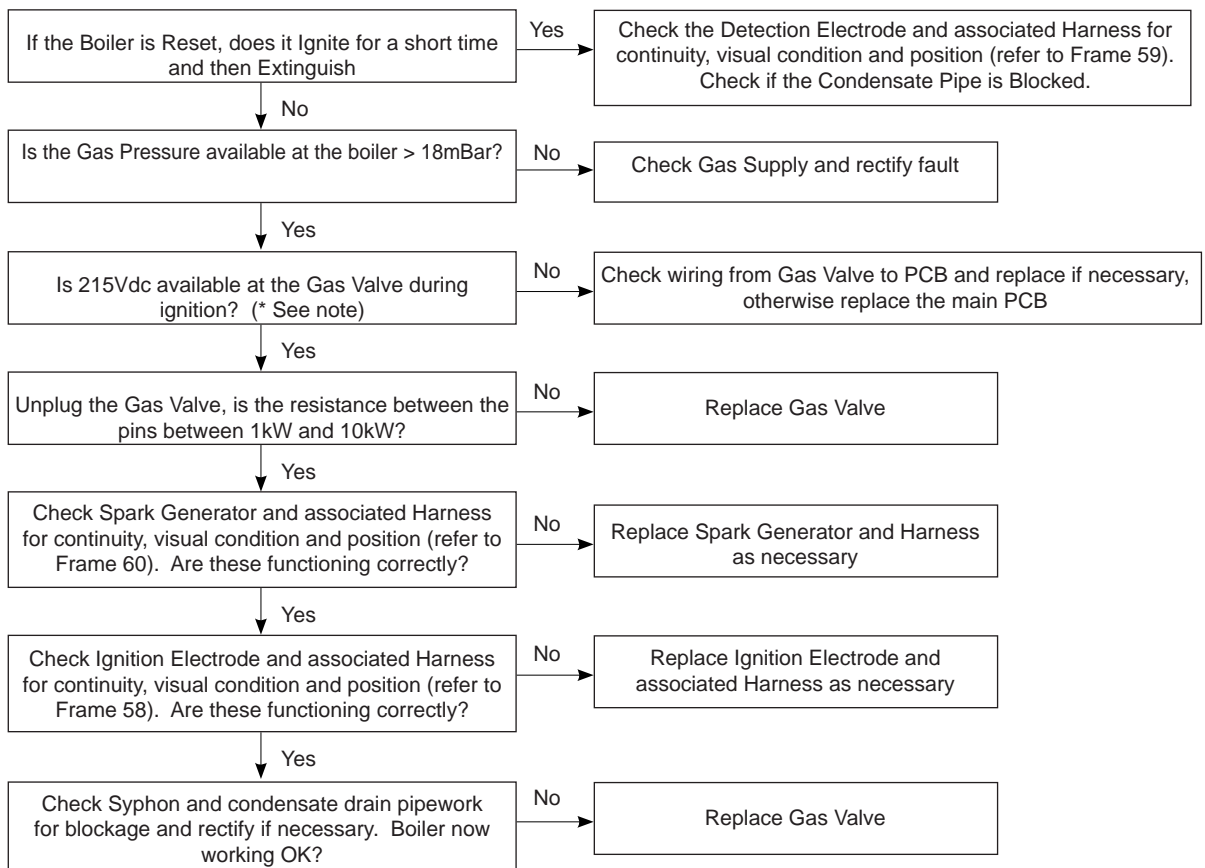 If the Boiler is Reset, does it Ignite for a short time
and then Extinguish
Yes
Check the Detection Electrode and associated Harness for
continuity, visual condition and position (refer to Frame 59).
Check if the Condensate Pipe is Blocked.
No
Is the Gas Pressure available at the boiler > 18mBar?
No
Check Gas Supply and rectify fault
Yes
Is 215Vdc available at the Gas Valve during
ignition? (* See note)
No
Check wiring from Gas Valve to PCB and replace if necessary,
otherwise replace the main PCB
Yes
Unplug the Gas Valve, is the resistance between the
pins between 1kW and 10kW?
No
Replace Gas Valve
Yes
Check Spark Generator and associated Harness
for continuity, visual condition and position (refer to
Frame 60). Are these functioning correctly?
No
Replace Spark Generator and Harness
as necessary
Yes
Check Ignition Electrode and associated Harness
for continuity, visual condition and position (refer to
Frame 58). Are these functioning correctly?
No
Replace Ignition Electrode and
associated Harness as necessary
Yes
Check Syphon and condensate drain pipework
for blockage and rectify if necessary. Boiler now
working OK?
No
Replace Gas Valve